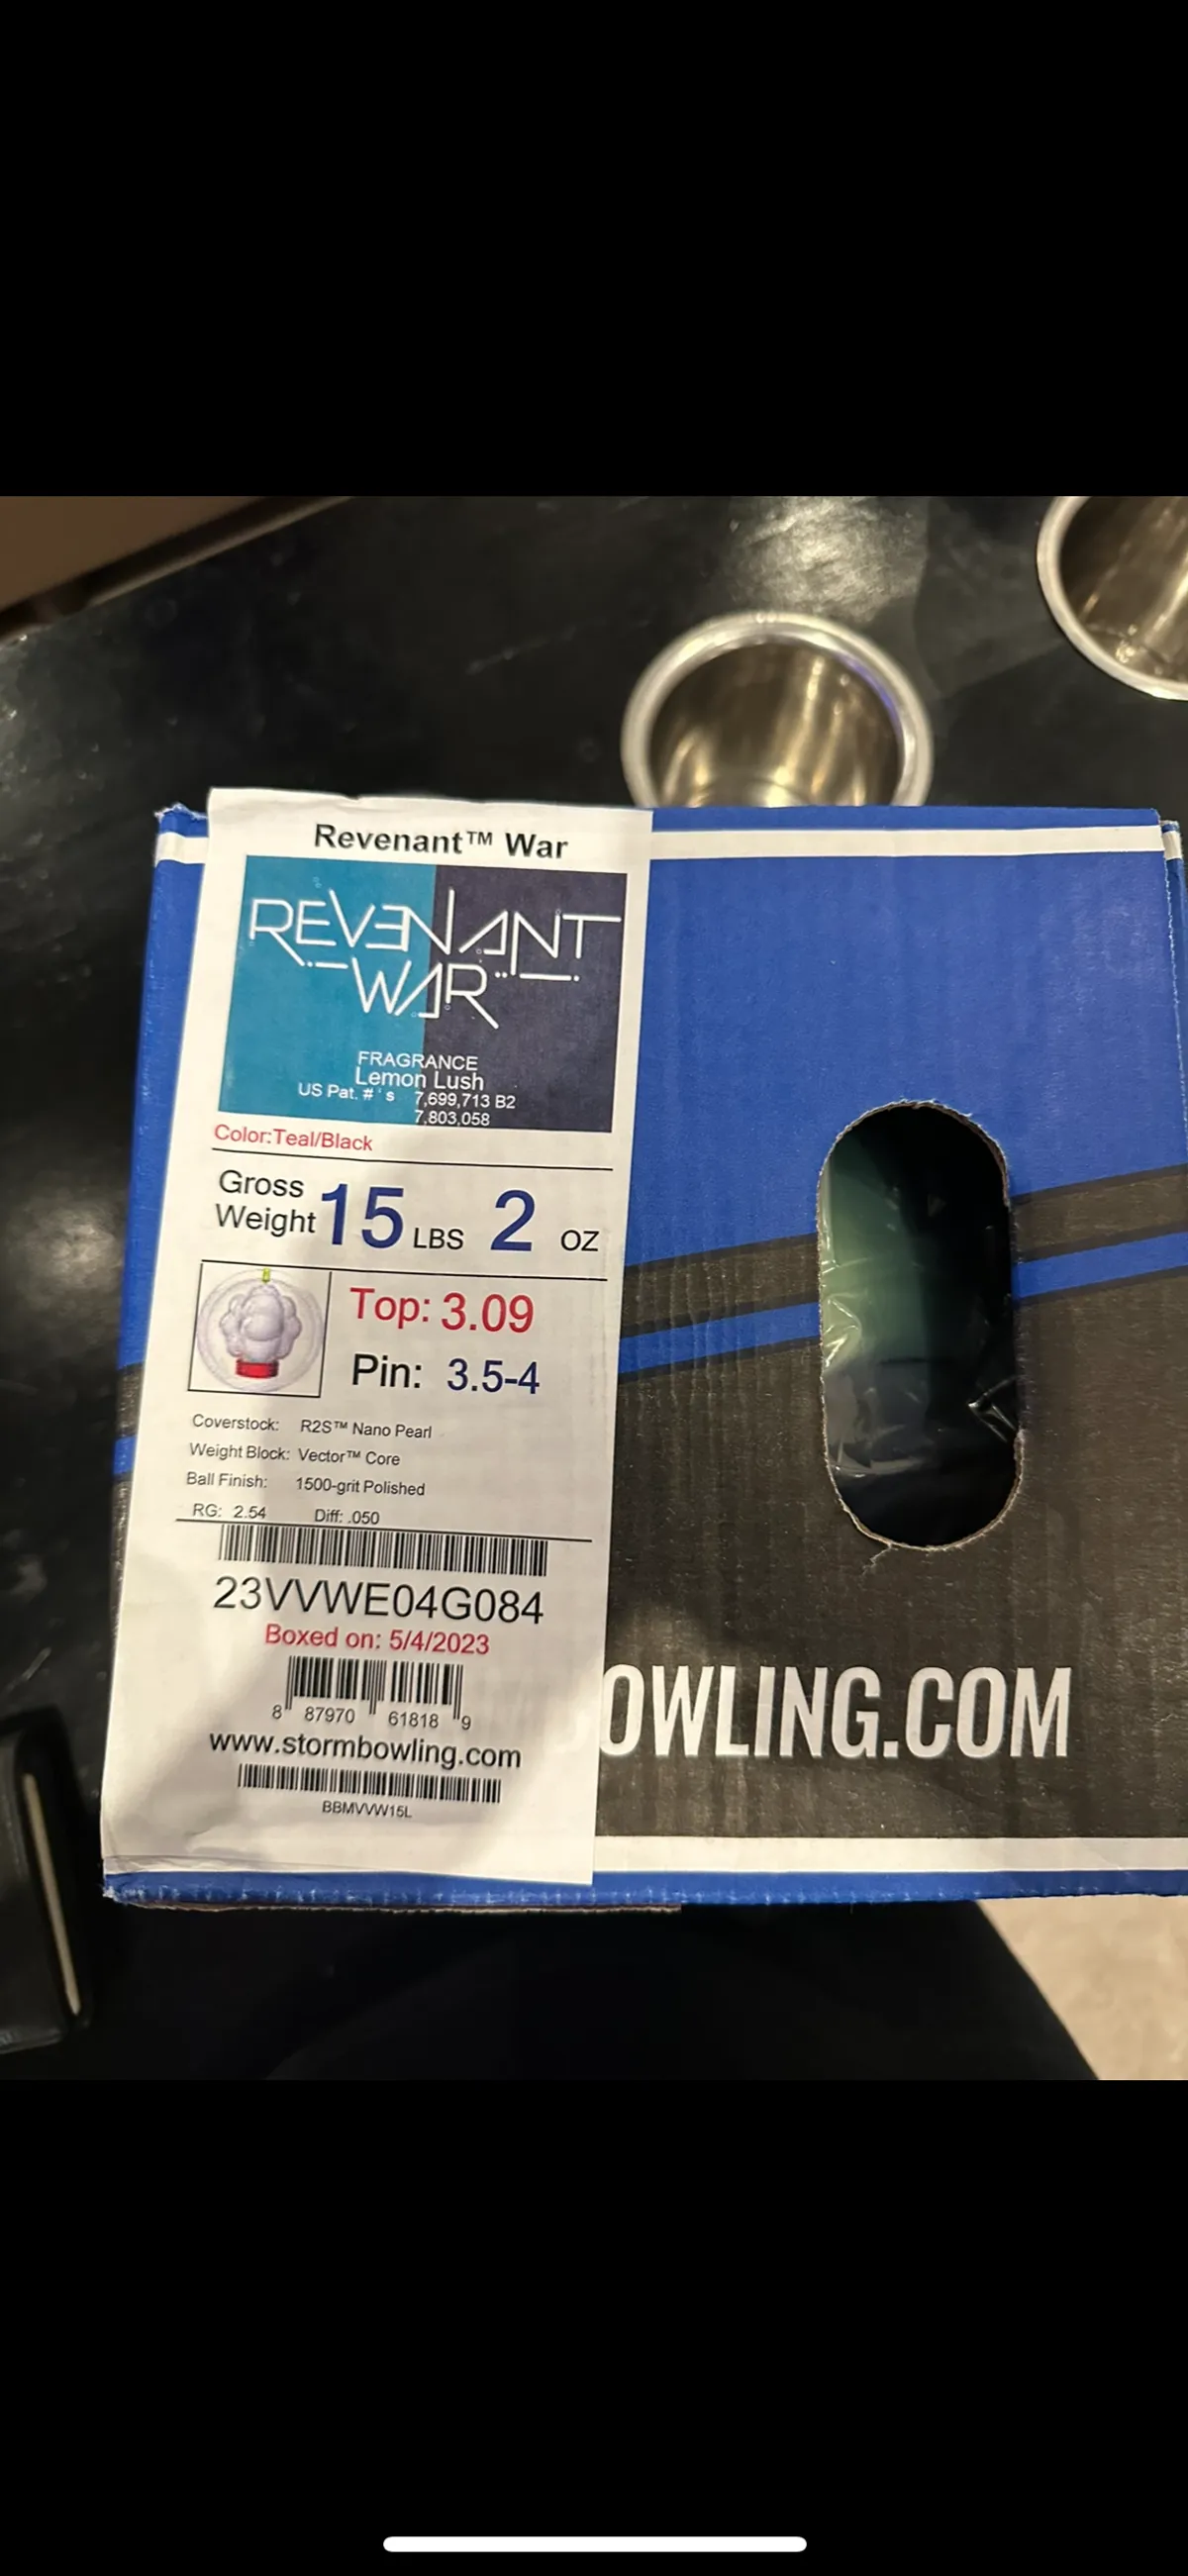 Revenant™ War
REVENANT
WAR
FRAGRANCE
Lemon Lush
US Pat. # ' s 7,699,713 B2
7,803,058
Color:Teal/Black
Gross Weight 15 LBS 2 OZ
Top: 3.09
Pin: 3.5-4
Coverstock: R2S™ Nano Pearl
Weight Block: Vector™ Core
Ball Finish: 1500-grit Polished
RG: 2.54 Diff: .050
23VVWE04G084
Boxed on: 5/4/2023
8 87970 61818 9
www.stormbowling.com
BBMVVW15L
OWLING.COM